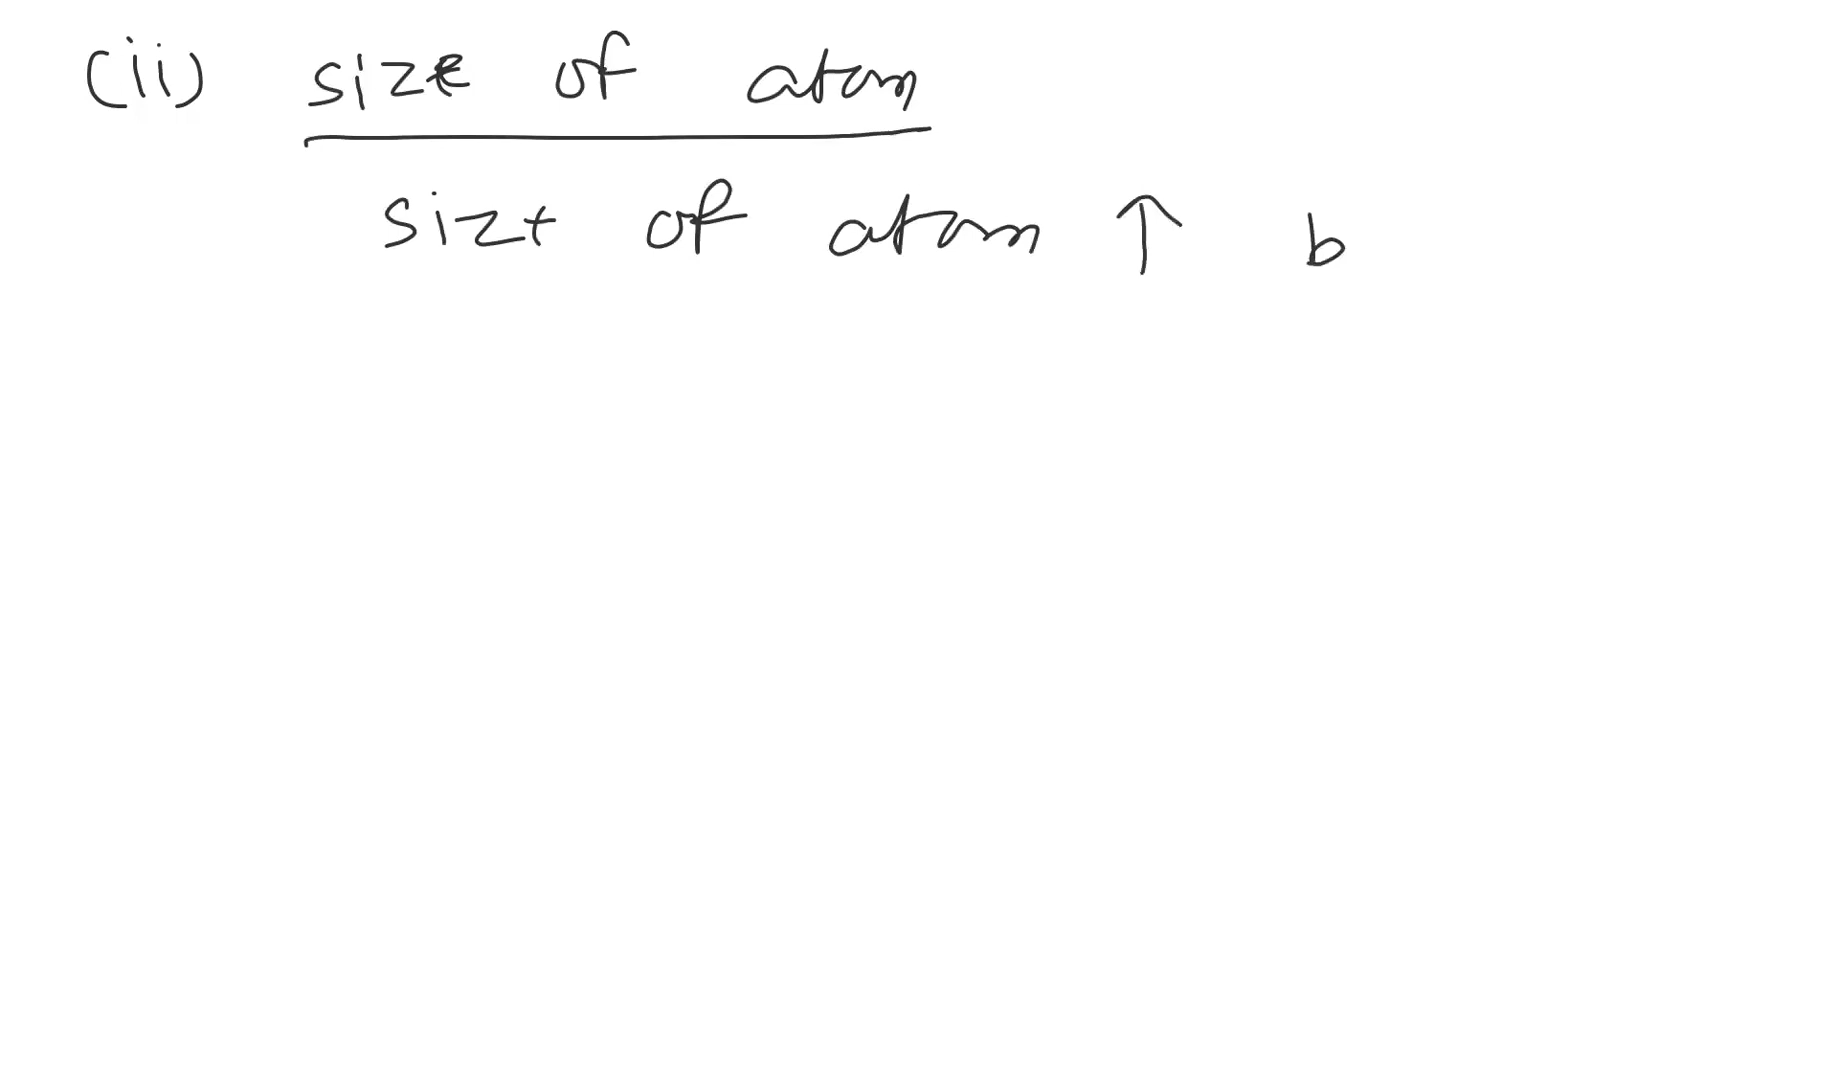 (ii) size of atom
size of atom ↑ b